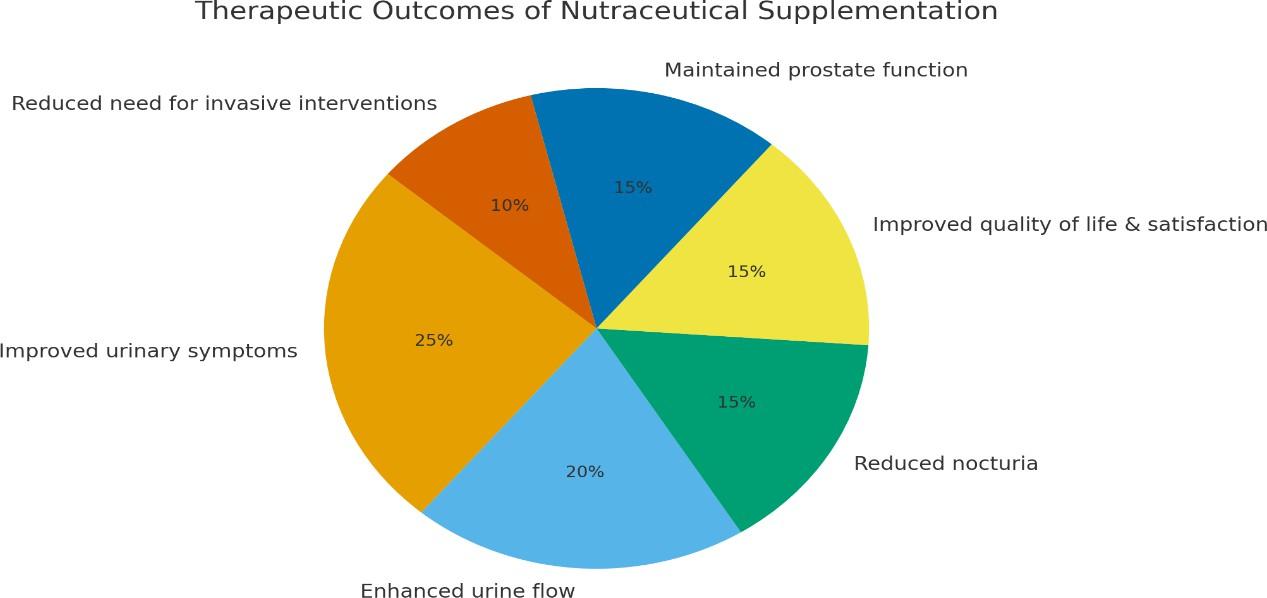 Therapeutic Outcomes of Nutraceutical Supplementation
Maintained prostate function
Reduced need for invasive interventions
15%
10%
Improved quality of life & satisfaction
15%
25%
Improved urinary symptoms
15%
Reduced nocturia
20%
Enhanced urine flow